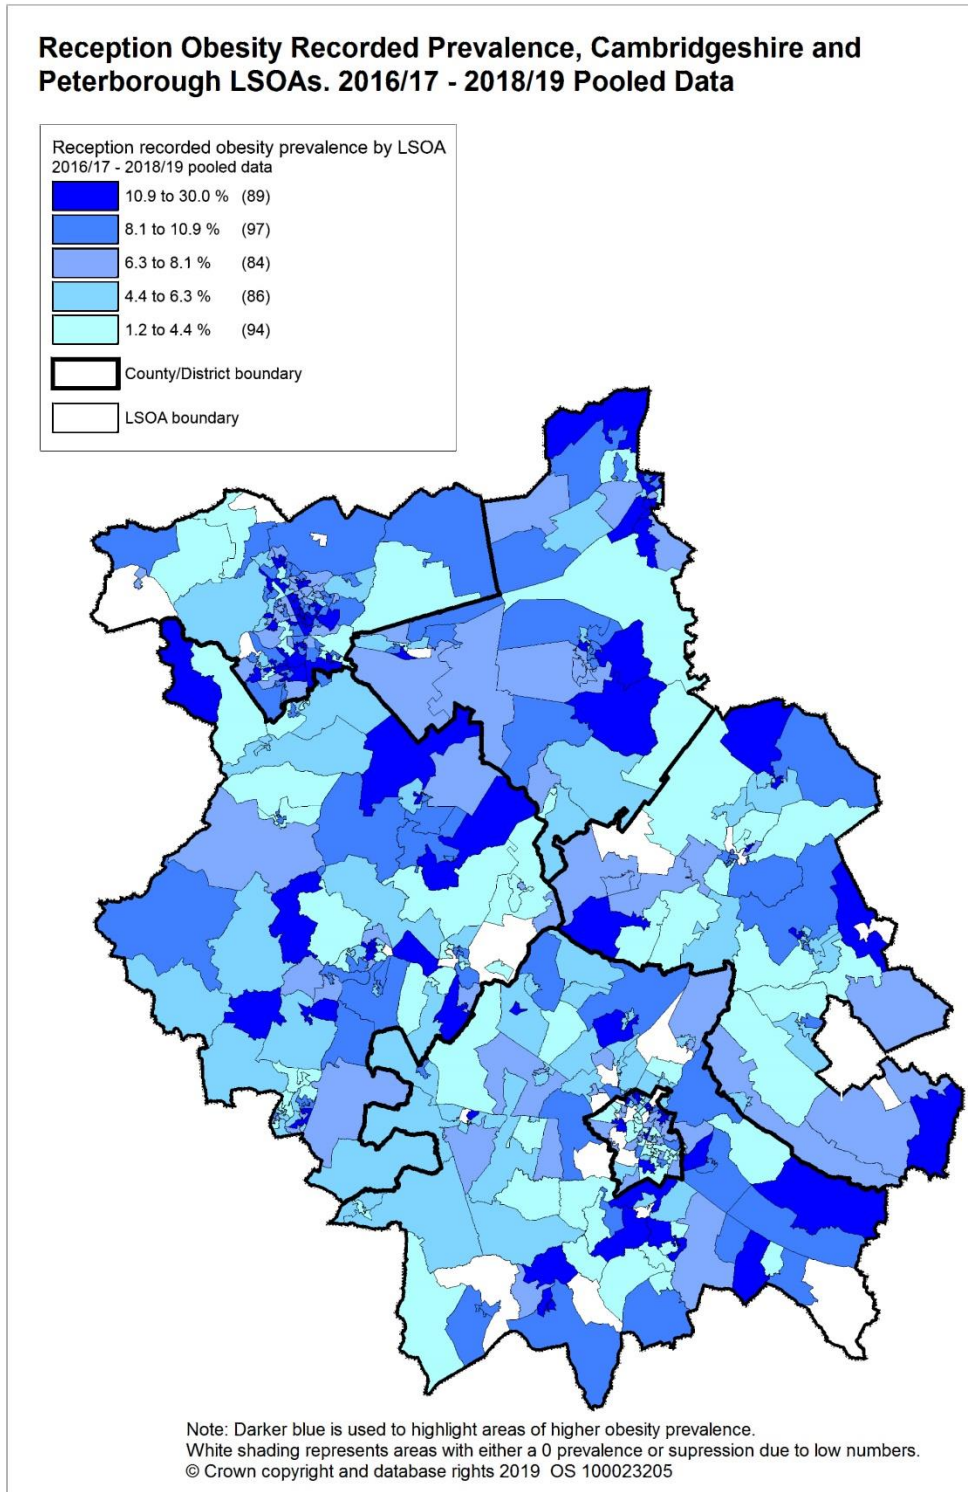 Reception Obesity Recorded Prevalence, Cambridgeshire and
Peterborough LSOAs. 2016/17 - 2018/19 Pooled Data
Reception recorded obesity prevalence by LSOA
2016/17 - 2018/19 pooled data
10.9 to 30.0 % (89)
8.1 to 10.9 % (97)
6.3 to 8.1 % (84)
4.4 to 6.3 % (86)
1.2 to 4.4 % (94)
County/District boundary
LSOA boundary
Note: Darker blue is used to highlight areas of higher obesity prevalence.
White shading represents areas with either a 0 prevalence or supression due to low numbers.
© Crown copyright and database rights 2019 OS 100023205